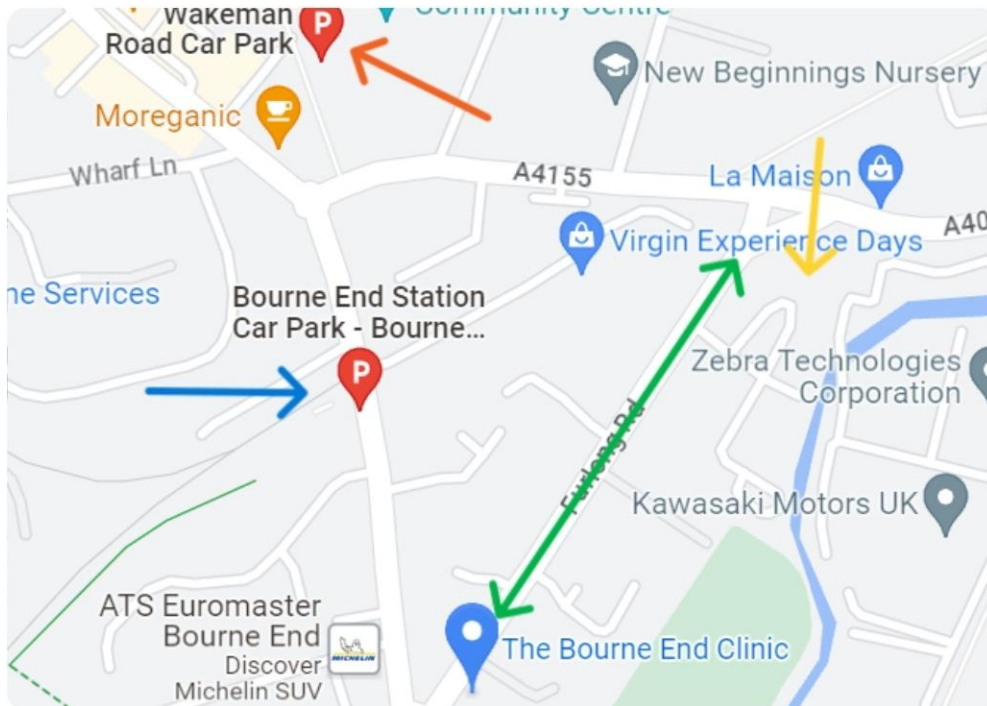 Community Centre
Wakeman
Road Car Park
New Beginnings Nursery
Moreganic
Wharf Ln
A4155
La Maison
A40
Virgin Experience Days
ne Services
Bourne End Station
Car Park - Bourne...
P
P
Zebra Technologies
Corporation
Furlong Rd
Kawasaki Motors UK
ATS Euromaster
Bourne End
Discover
Michelin SUV
MICHELIN
The Bourne End Clinic